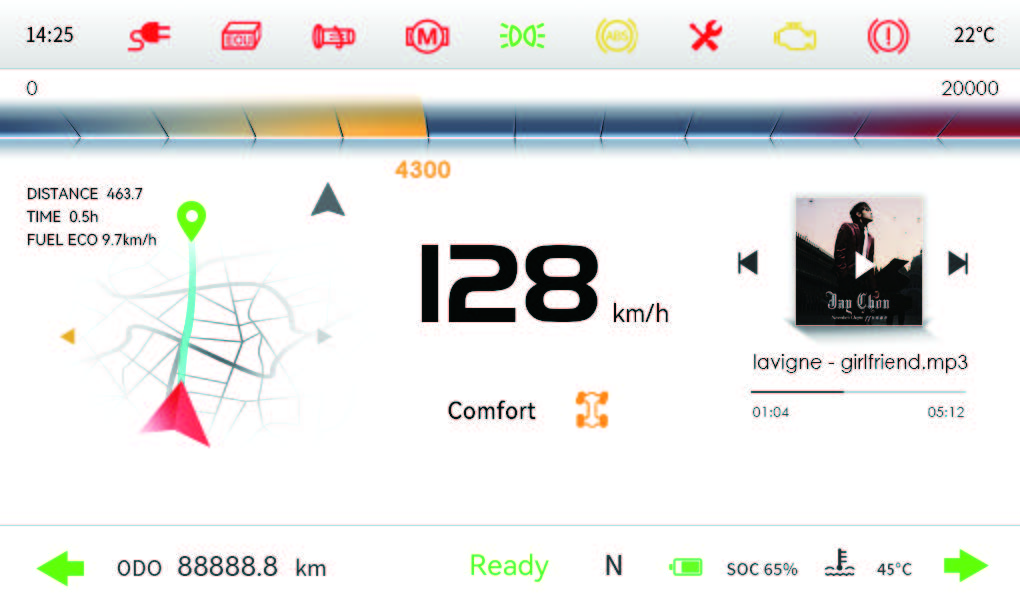 14:25
ECU
M
ABS
!
22°C
0
20000
4300
DISTANCE 463.7
TIME 0.5h
FUEL ECO 9.7km/h
128 km/h
Comfort
Jay Chou
lavigne - girlfriend.mp3
01:04
05:12
ODO 88888.8 km
Ready
N
SOC 65%
45°C